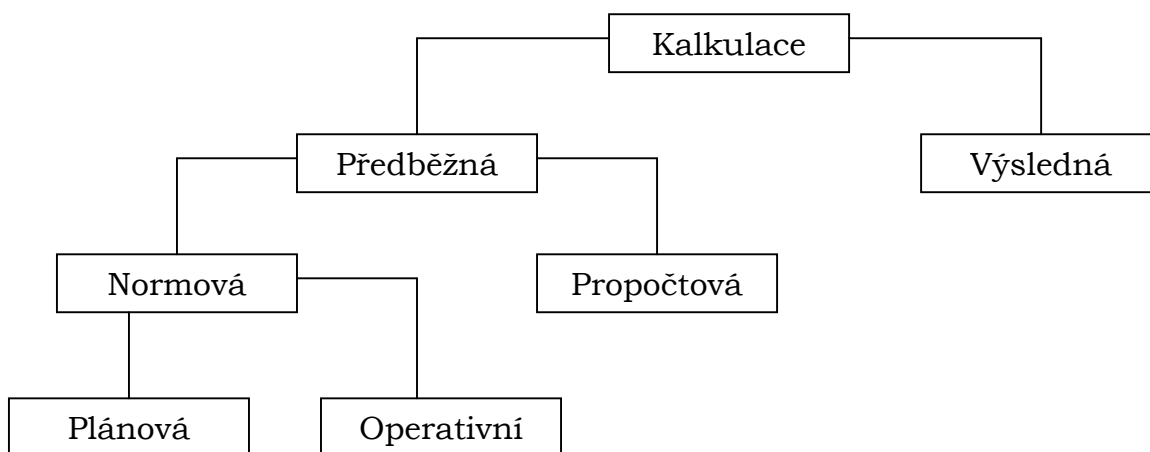 Kalkulace
Předběžná
Výsledná
Normová
Propočtová
Plánová
Operativní